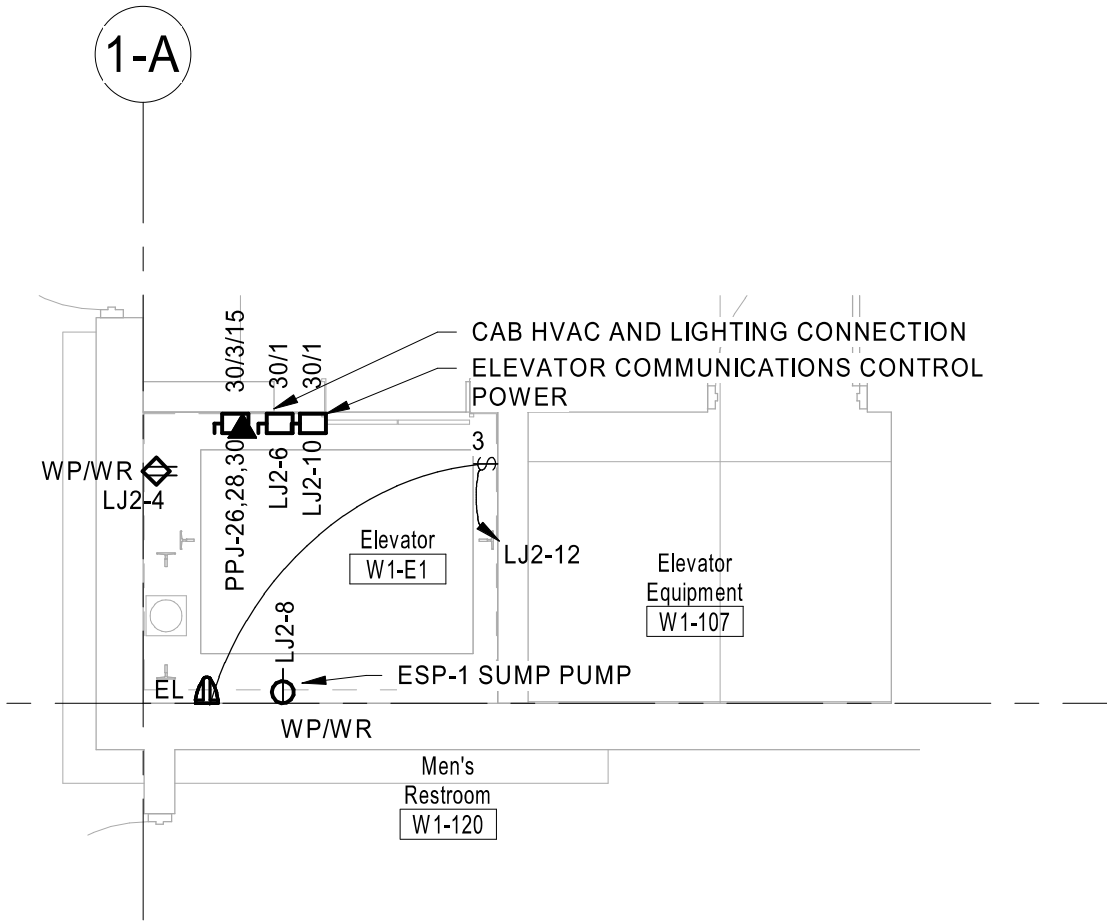 1-A
30/3/15
30/1
30/1
CAB HVAC AND LIGHTING CONNECTION
ELEVATOR COMMUNICATIONS CONTROL
POWER
WP/WR
LJ2-4
PPJ-26,28,30
LJ2-6
LJ2-10
3
S
LJ2-12
Elevator
W1-E1
Elevator
Equipment
W1-107
LJ2-8
EL
ESP-1 SUMP PUMP
WP/WR
Men's
Restroom
W1-120